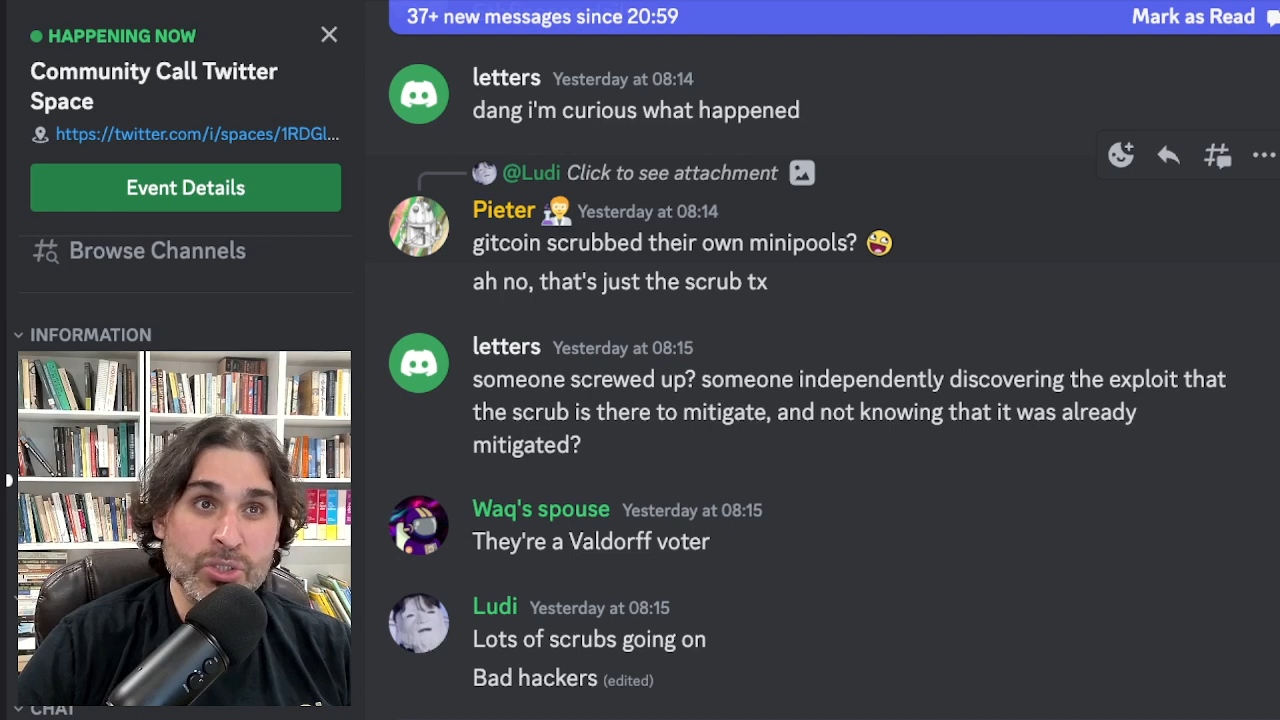 HAPPENING NOW
Community Call Twitter
Space
https://twitter.com/i/spaces/1RDGl...
Event Details
Browse Channels
INFORMATION
CHAT
37+ new messages since 20:59
Mark as Read
letters Yesterday at 08:14
dang i'm curious what happened
@Ludi Click to see attachment
Pieter Yesterday at 08:14
gitcoin scrubbed their own minipools?
ah no, that's just the scrub tx
letters Yesterday at 08:15
someone screwed up? someone independently discovering the exploit that
the scrub is there to mitigate, and not knowing that it was already
mitigated?
Waq's spouse Yesterday at 08:15
They're a Valdorff voter
Ludi Yesterday at 08:15
Lots of scrubs going on
Bad hackers (edited)